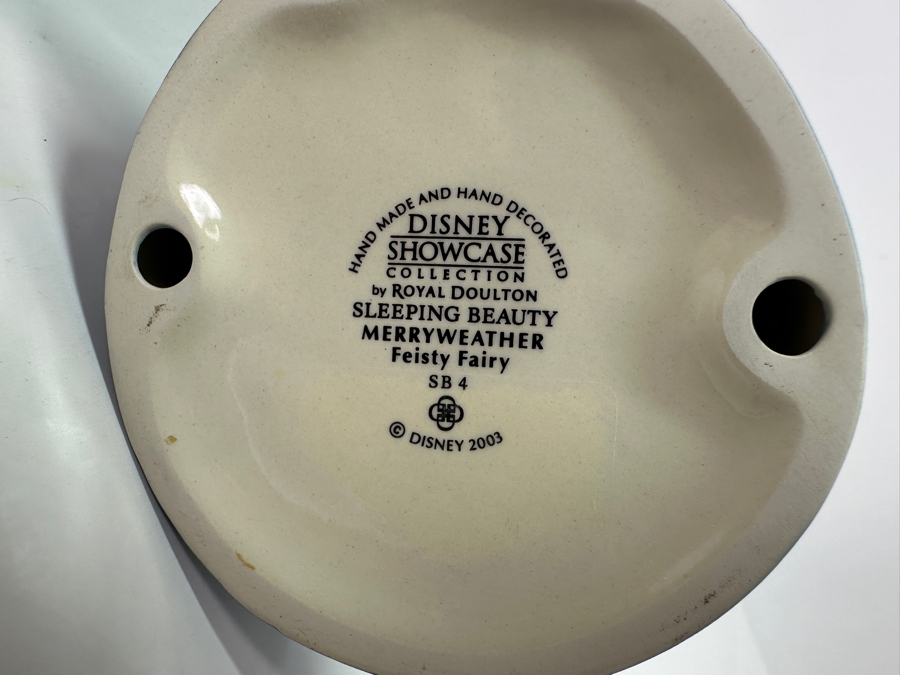 HAND MADE AND HAND DECORATED
DISNEY
SHOWCASE
COLLECTION
by ROYAL DOULTON
SLEEPING BEAUTY
MERRYWEATHER
Feisty Fairy
SB 4
© DISNEY 2003